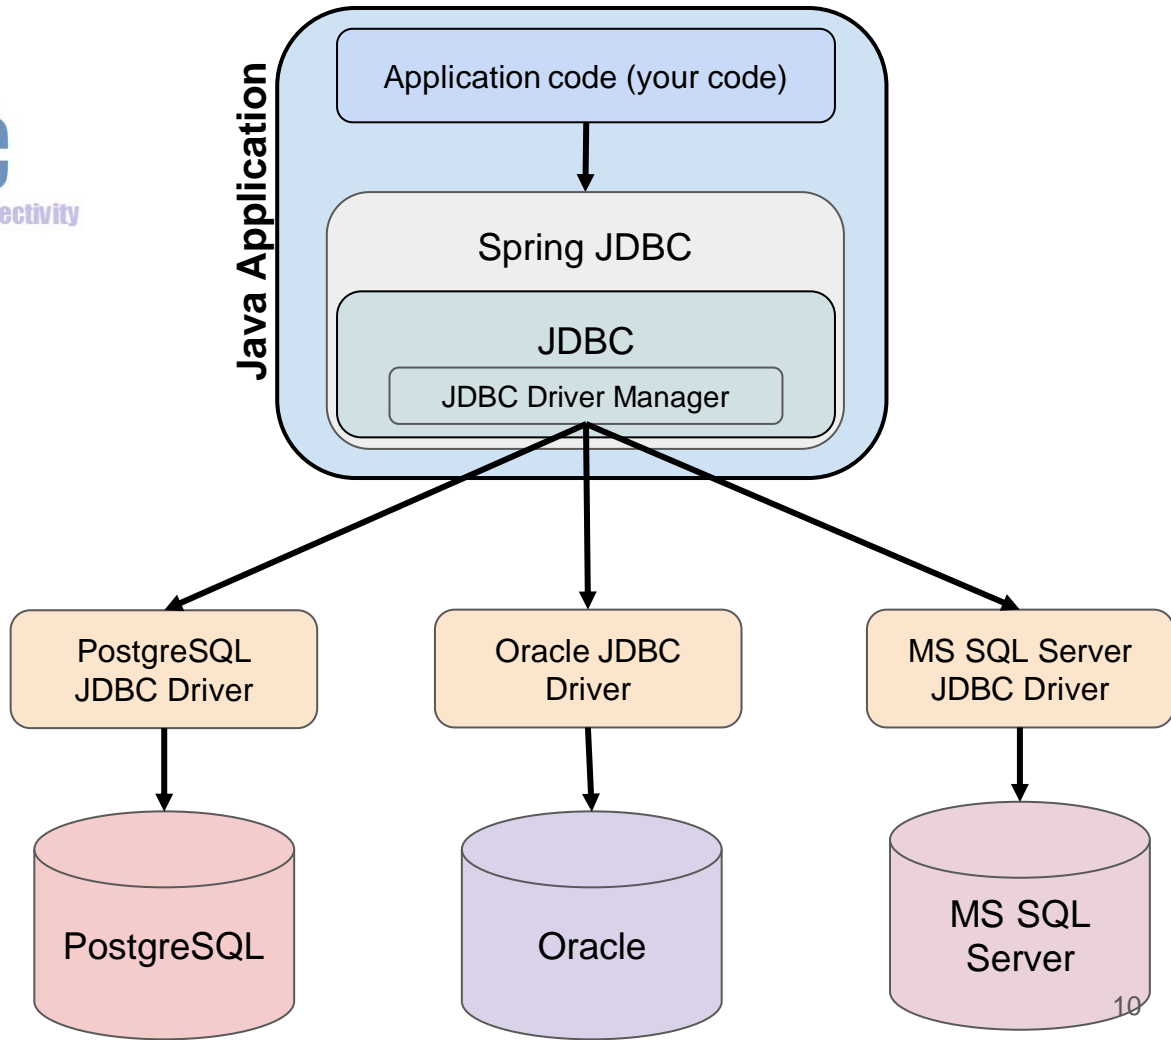 Application code (your code)
Java Application
ectivity
Spring JDBC
JDBC
JDBC Driver Manager
PostgreSQL
JDBC Driver
Oracle JDBC
Driver
MS SQL Server
JDBC Driver
PostgreSQL
Oracle
MS SQL
Server
10